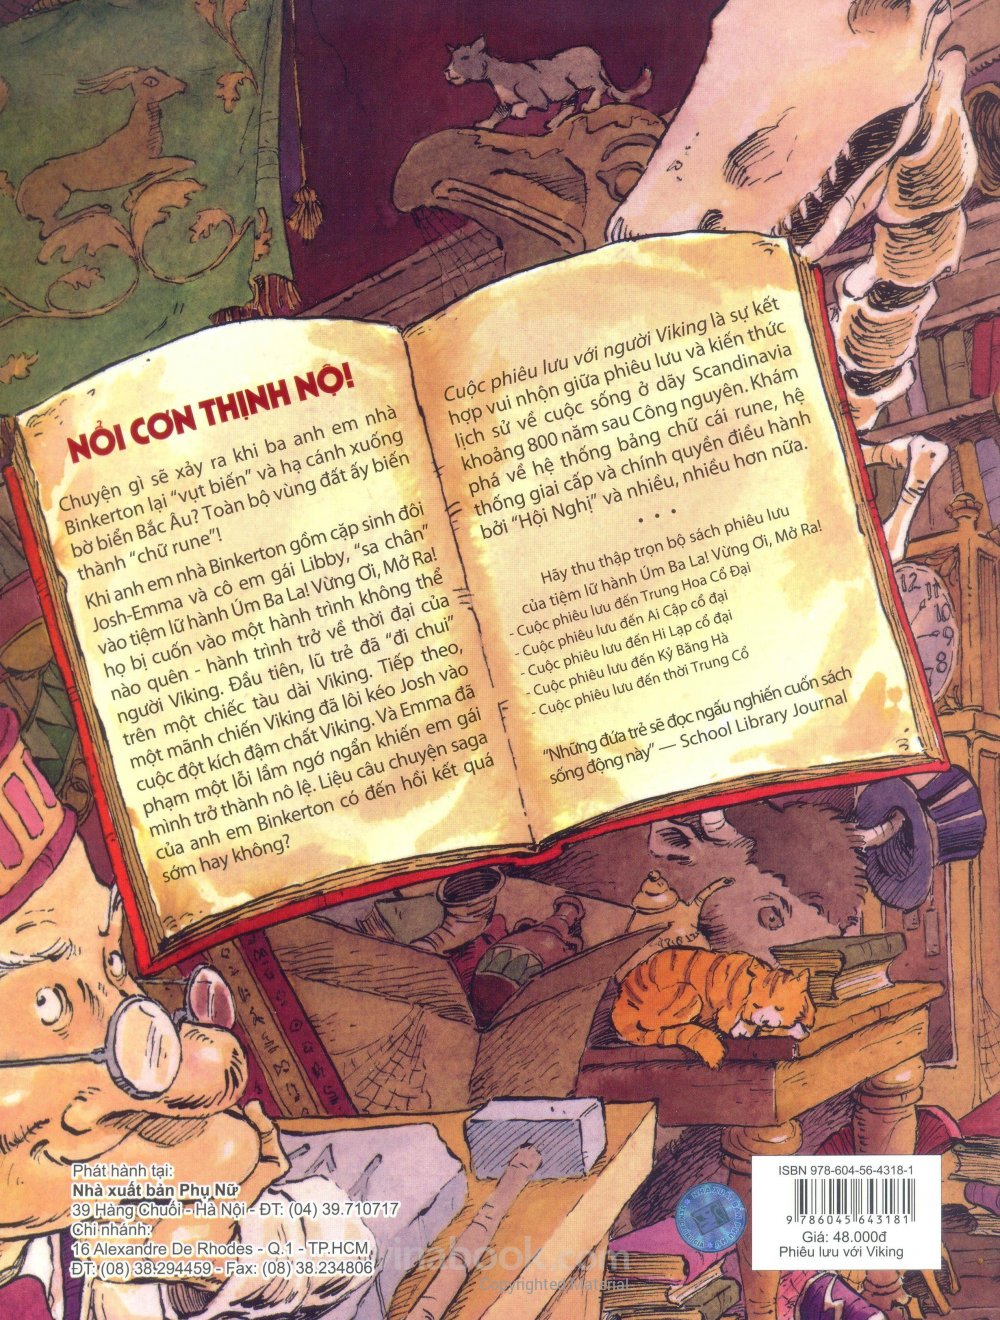 NỔI CƠN THỊNH NỘ!
Chuyện gì sẽ xảy ra khi ba anh em nhà
Binkerton lại “vụt biến” và hạ cánh xuống
bờ biển Bắc Âu? Toàn bộ vùng đất ấy biến
thành “chữ rune”!
Khi anh em nhà Binkerton gồm cặp sinh đôi
Josh-Emma và cô em gái Libby, “sa chân”
vào tiệm lữ hành Úm Ba La! Vừng Ơi, Mở Ra!
họ bị cuốn vào một hành trình không thể
nào quên - hành trình trở về thời đại của
người Viking. Đầu tiên, lũ trẻ đã “đi chui”
trên một chiếc tàu dài Viking. Tiếp theo,
một mãnh chiến Viking đã lôi kéo Josh vào
cuộc đột kích đậm chất Viking. Và Emma đã
phạm một lỗi lầm ngớ ngẩn khiến em gái
mình trở thành nô lệ. Liệu câu chuyện saga
của anh em Binkerton có đến hồi kết quá
sớm hay không?
Cuộc phiêu lưu với người Viking là sự kết
hợp vui nhộn giữa phiêu lưu và kiến thức
lịch sử về cuộc sống ở dãy Scandinavia
khoảng 800 năm sau Công nguyên. Khám
phá về hệ thống bảng chữ cái rune, hệ
thống giai cấp và chính quyền điều hành
bởi “Hội Nghị” và nhiều, nhiều hơn nữa.
• • •
Hãy thu thập trọn bộ sách phiêu lưu
của tiệm lữ hành Úm Ba La! Vừng Ơi, Mở Ra!
- Cuộc phiêu lưu đến Trung Hoa Cổ Đại
- Cuộc phiêu lưu đến Ai Cập cổ đại
- Cuộc phiêu lưu đến Hi Lạp cổ đại
- Cuộc phiêu lưu đến Kỷ Băng Hà
- Cuộc phiêu lưu đến thời Trung Cổ
“Những đứa trẻ sẽ đọc ngấu nghiến cuốn sách
sống động này” — School Library Journal
Phát hành tại:
Nhà xuất bản Phụ Nữ
39 Hàng Chuối - Hà Nội - ĐT: (04) 39.710717
Chi nhánh:
16 Alexandre De Rhodes - Q.1 - TP.HCM
ĐT: (08) 38.294459 - Fax: (08) 38.234806
ISBN 978-604-56-4318-1
9 786045 643181
Giá: 48.000đ
Phiêu lưu với Viking
Copyrighted Material